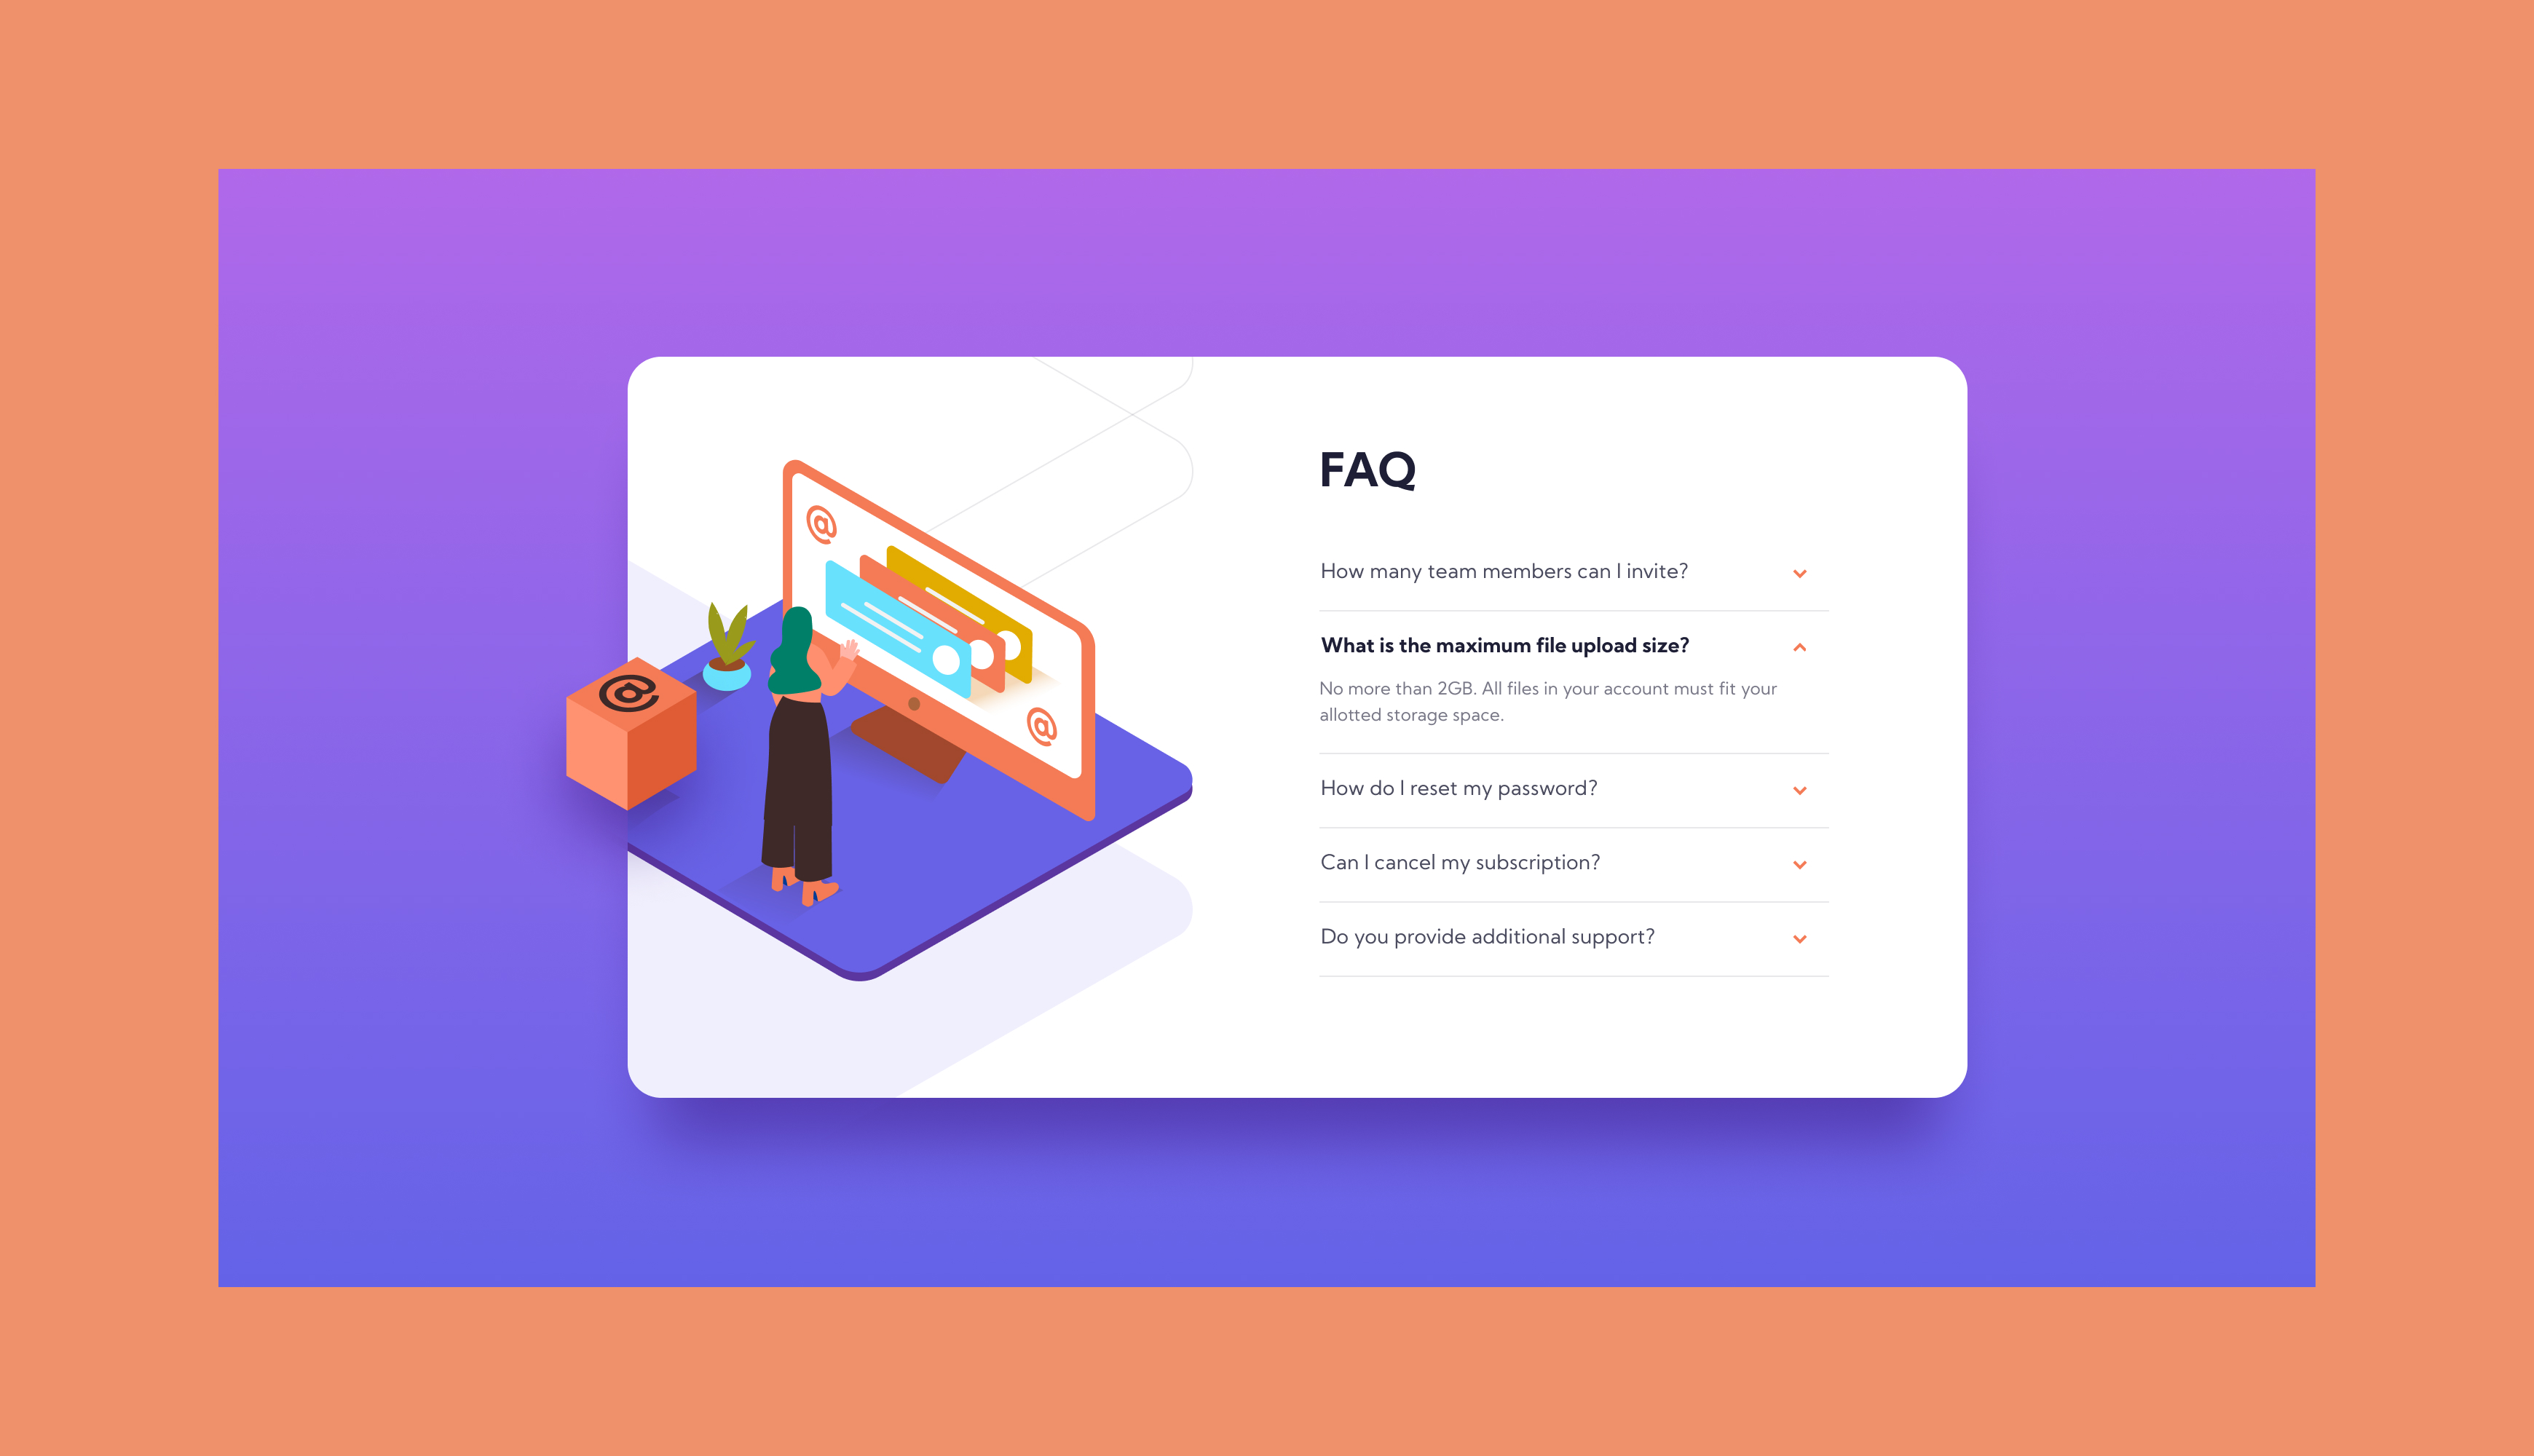 @
@
@
FAQ
How many team members can I invite?
What is the maximum file upload size?
No more than 2GB. All files in your account must fit your
allotted storage space.
How do I reset my password?
Can I cancel my subscription?
Do you provide additional support?